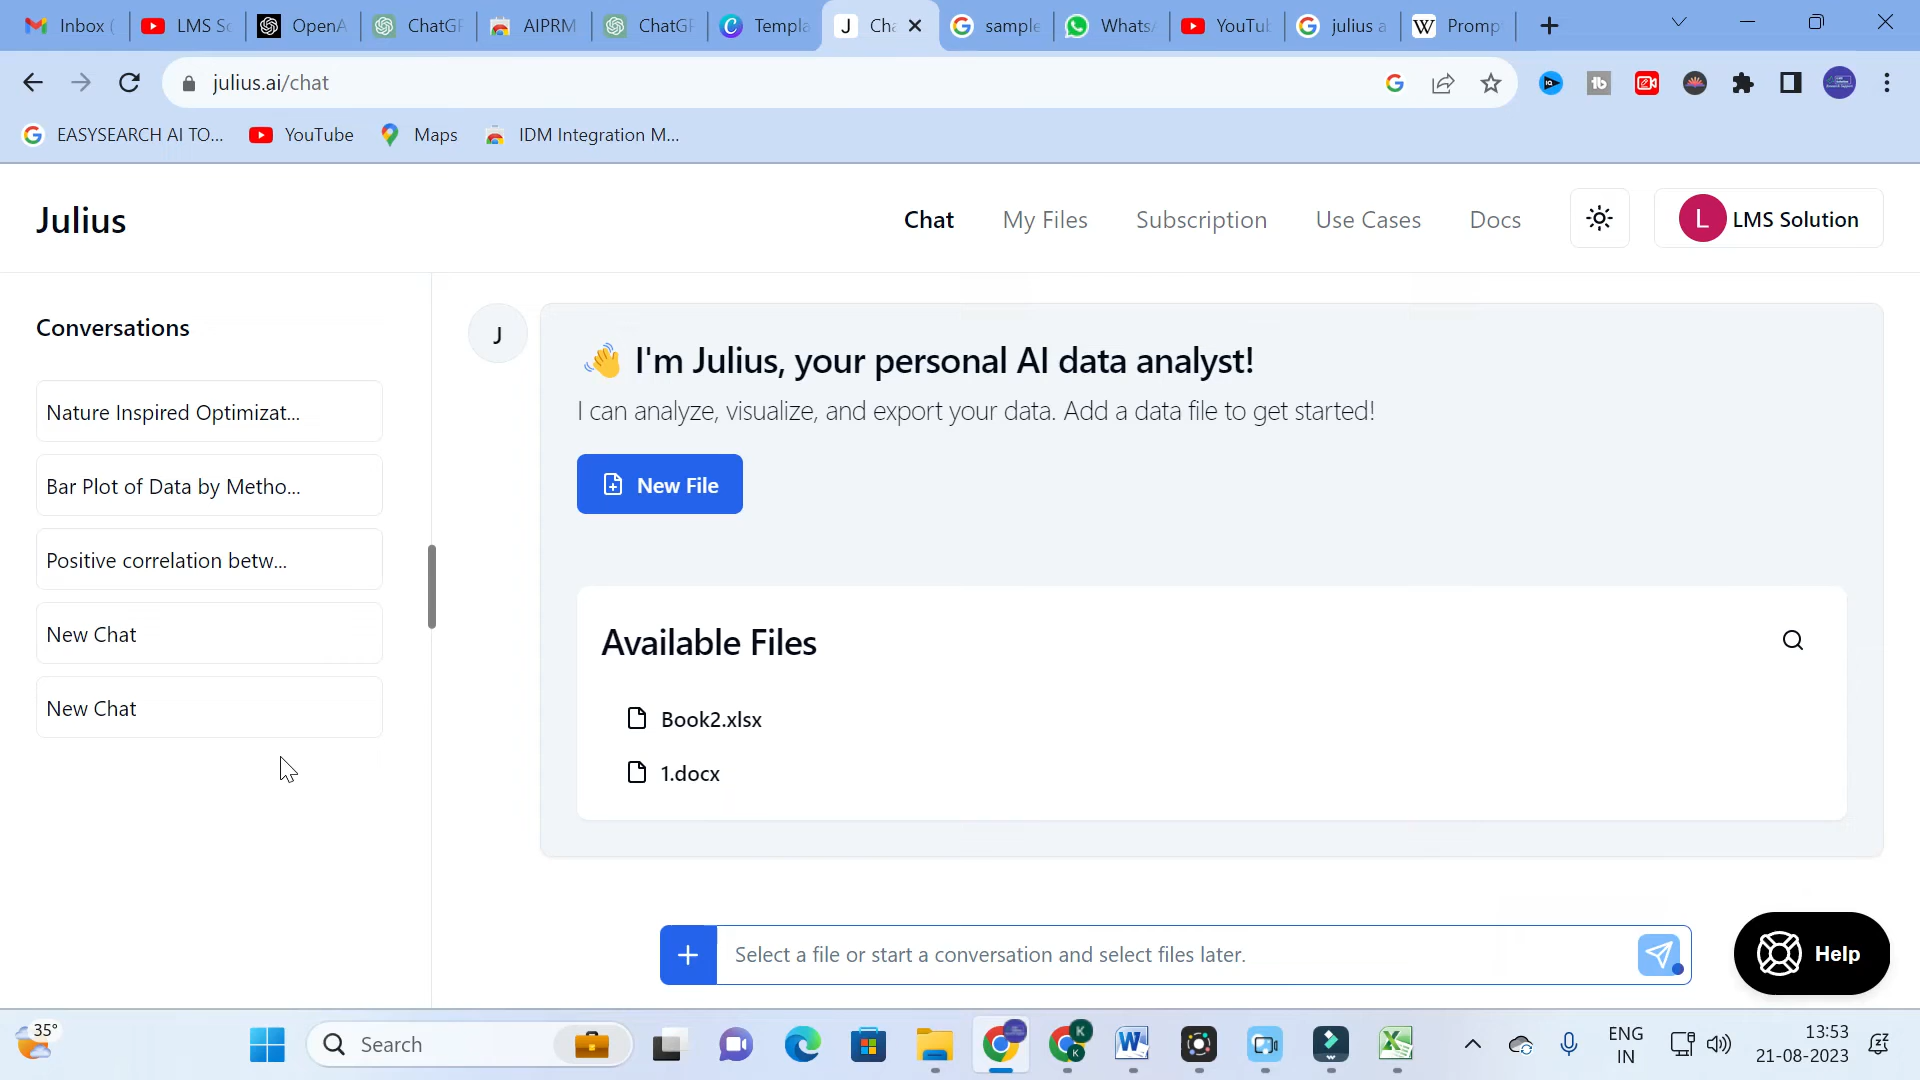 Inbox (
LMS Sc
OpenA
ChatGP
AIPRM
ChatGP
Templa
Cha
sample
Whats
YouTub
julius a
Promp
julius.ai/chat
EASYSEARCH AI TO...
YouTube
Maps
IDM Integration M...
Julius
Chat
My Files
Subscription
Use Cases
Docs
L
LMS Solution
Conversations
Nature Inspired Optimizat...
Bar Plot of Data by Metho...
Positive correlation betw...
New Chat
New Chat
J
👋 I'm Julius, your personal AI data analyst!
I can analyze, visualize, and export your data. Add a data file to get started!
New File
Available Files
Book2.xlsx
1.docx
Select a file or start a conversation and select files later.
Help
35°
Search
ENG
IN
13:53
21-08-2023